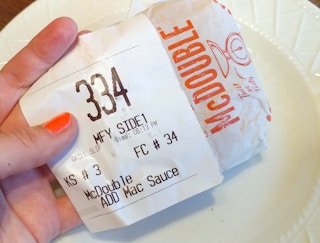 334
MFY SIDE1
KS # 3
FC # 34
McDouble
ADD Mac Sauce
MCDOUBLE